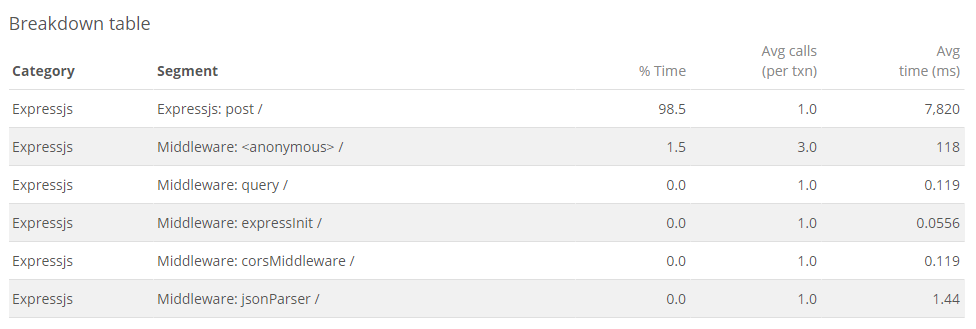 Breakdown table
Category Segment % Time Avg calls (per txn) Avg time (ms)
Expressjs Expressjs: post / 98.5 1.0 7,820
Expressjs Middleware: <anonymous> / 1.5 3.0 118
Expressjs Middleware: query / 0.0 1.0 0.119
Expressjs Middleware: expressInit / 0.0 1.0 0.0556
Expressjs Middleware: corsMiddleware / 0.0 1.0 0.119
Expressjs Middleware: jsonParser / 0.0 1.0 1.44